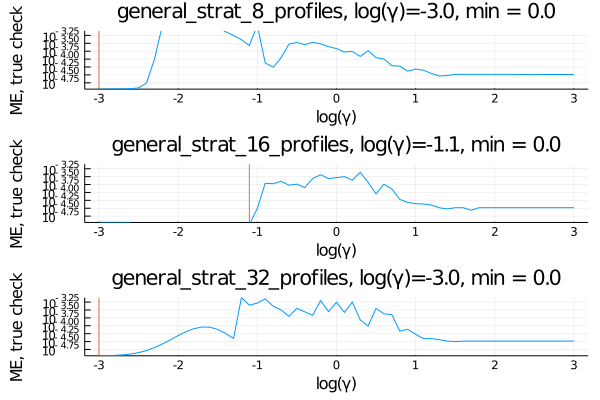 general_strat_8_profiles, log(γ)=-3.0, min = 0.0
ME, true check
10^-3.25
10^-3.50
10^-3.75
10^-4.00
10^-4.25
10^-4.50
10^-4.75
-3 -2 -1 0 1 2 3
log(γ)
general_strat_16_profiles, log(γ)=-1.1, min = 0.0
ME, true check
10^-3.25
10^-3.50
10^-3.75
10^-4.00
10^-4.25
10^-4.50
10^-4.75
-3 -2 -1 0 1 2 3
log(γ)
general_strat_32_profiles, log(γ)=-3.0, min = 0.0
ME, true check
10^-3.25
10^-3.50
10^-3.75
10^-4.00
10^-4.25
10^-4.50
10^-4.75
-3 -2 -1 0 1 2 3
log(γ)